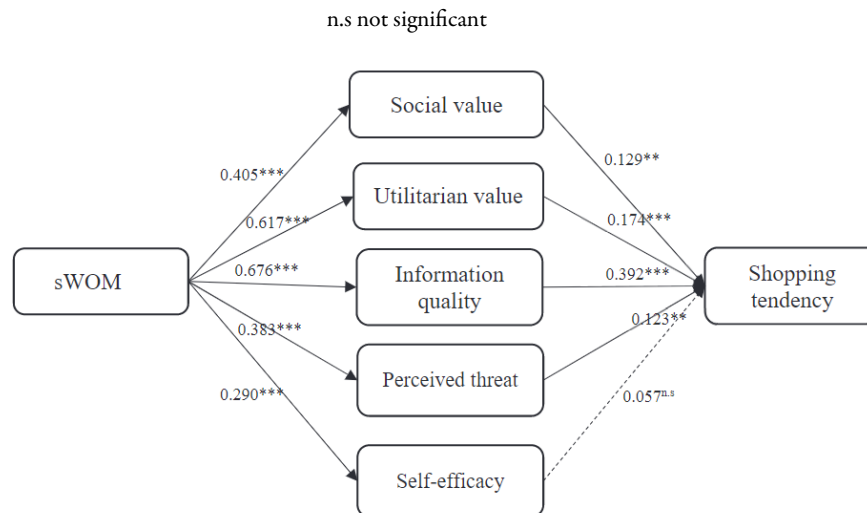 n.s not significant
Social value
0.129**
0.405***
Utilitarian value
0.617***
0.174***
sWOM
0.676***
Information
quality
0.392***
Shopping
tendency
0.383***
0.123**
Perceived threat
0.290***
0.057n.s
Self-efficacy